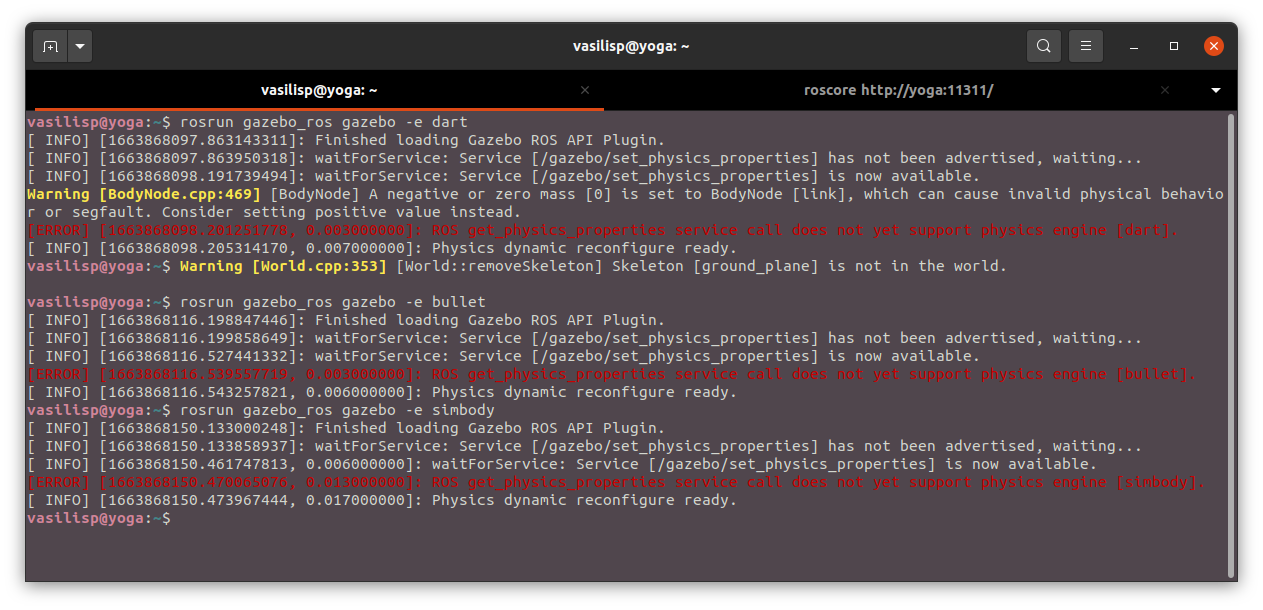 vasilisp@yoga: ~
vasilisp@yoga: ~
roscore http://yoga:11311/
vasilisp@yoga:~$ rosrun gazebo_ros gazebo -e dart
[ INFO] [1663868097.863143311]: Finished loading Gazebo ROS API Plugin.
[ INFO] [1663868097.863950318]: waitForService: Service [/gazebo/set_physics_properties] has not been advertised, waiting...
[ INFO] [1663868098.191739494]: waitForService: Service [/gazebo/set_physics_properties] is now available.
Warning [BodyNode.cpp:469] [BodyNode] A negative or zero mass [0] is set to BodyNode [link], which can cause invalid physical behavio
r or segfault. Consider setting positive value instead.
[ERROR] [1663868098.201251778, 0.003000000]: ROS get_physics_properties service call does not yet support physics engine [dart].
[ INFO] [1663868098.205314170, 0.007000000]: Physics dynamic reconfigure ready.
vasilisp@yoga:~$ Warning [World.cpp:353] [World::removeSkeleton] Skeleton [ground_plane] is not in the world.
vasilisp@yoga:~$ rosrun gazebo_ros gazebo -e bullet
[ INFO] [1663868116.198847446]: Finished loading Gazebo ROS API Plugin.
[ INFO] [1663868116.199858649]: waitForService: Service [/gazebo/set_physics_properties] has not been advertised, waiting...
[ INFO] [1663868116.527441332]: waitForService: Service [/gazebo/set_physics_properties] is now available.
[ERROR] [1663868116.539557719, 0.003000000]: ROS get_physics_properties service call does not yet support physics engine [bullet].
[ INFO] [1663868116.543257821, 0.006000000]: Physics dynamic reconfigure ready.
vasilisp@yoga:~$ rosrun gazebo_ros gazebo -e simbody
[ INFO] [1663868150.133000248]: Finished loading Gazebo ROS API Plugin.
[ INFO] [1663868150.133858937]: waitForService: Service [/gazebo/set_physics_properties] has not been advertised, waiting...
[ INFO] [1663868150.461747813, 0.006000000]: waitForService: Service [/gazebo/set_physics_properties] is now available.
[ERROR] [1663868150.470065076, 0.013000000]: ROS get_physics_properties service call does not yet support physics engine [simbody].
[ INFO] [1663868150.473967444, 0.017000000]: Physics dynamic reconfigure ready.
vasilisp@yoga:~$